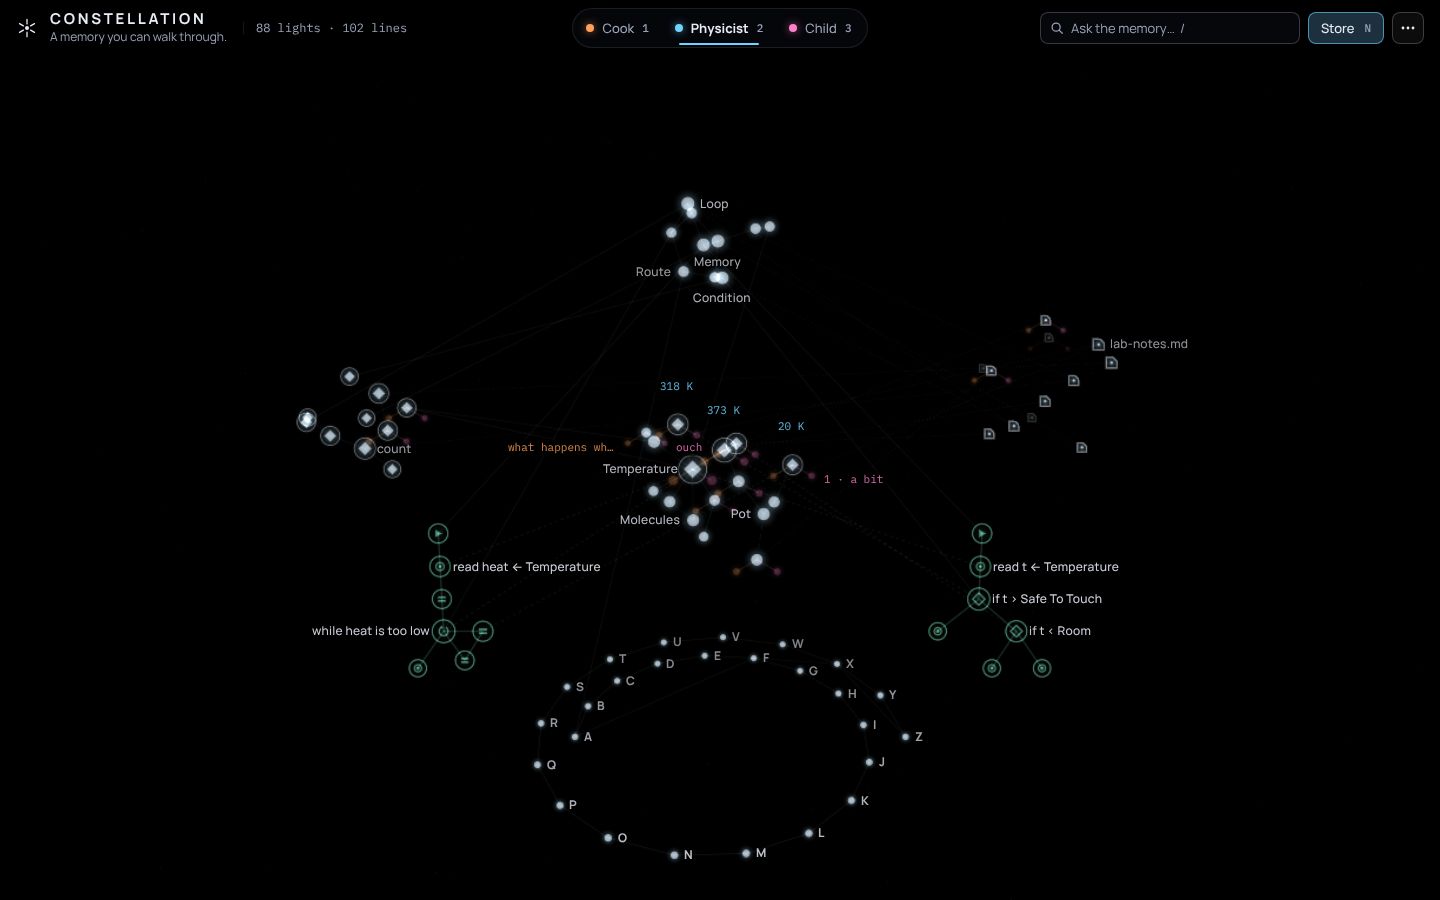 CONSTELLATION
A memory you can walk through.
88 lights · 102 lines
Cook 1
Physicist 2
Child 3
Ask the memory… /
Store N
Loop
Memory
Route
Condition
lab-notes.md
318 K
373 K
20 K
what happens wh…
ouch
count
Temperature
1 · a bit
Molecules
Pot
read heat ← Temperature
read t ← Temperature
if t > Safe To Touch
while heat is too low
if t < Room
U
V
W
T
D
E
F
X
G
S
C
H
Y
B
R
I
A
Z
Q
J
P
K
O
L
N
M